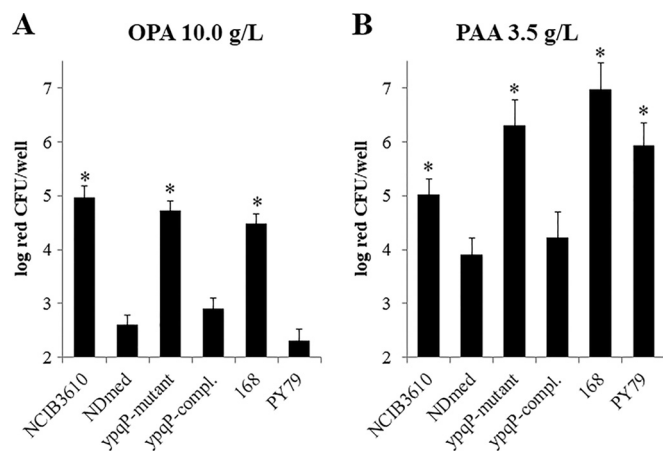 A
OPA 10.0 g/L
log red CFU/well
7
6
5
4
3
2
*
*
*
NCIB3610
NDmed
ypqP-mutant
ypqP-compl.
168
PY79
B
PAA 3.5 g/L
log red CFU/well
7
6
5
4
3
2
*
*
*
*
NCIB3610
NDmed
ypqP-mutant
ypqP-compl.
168
PY79